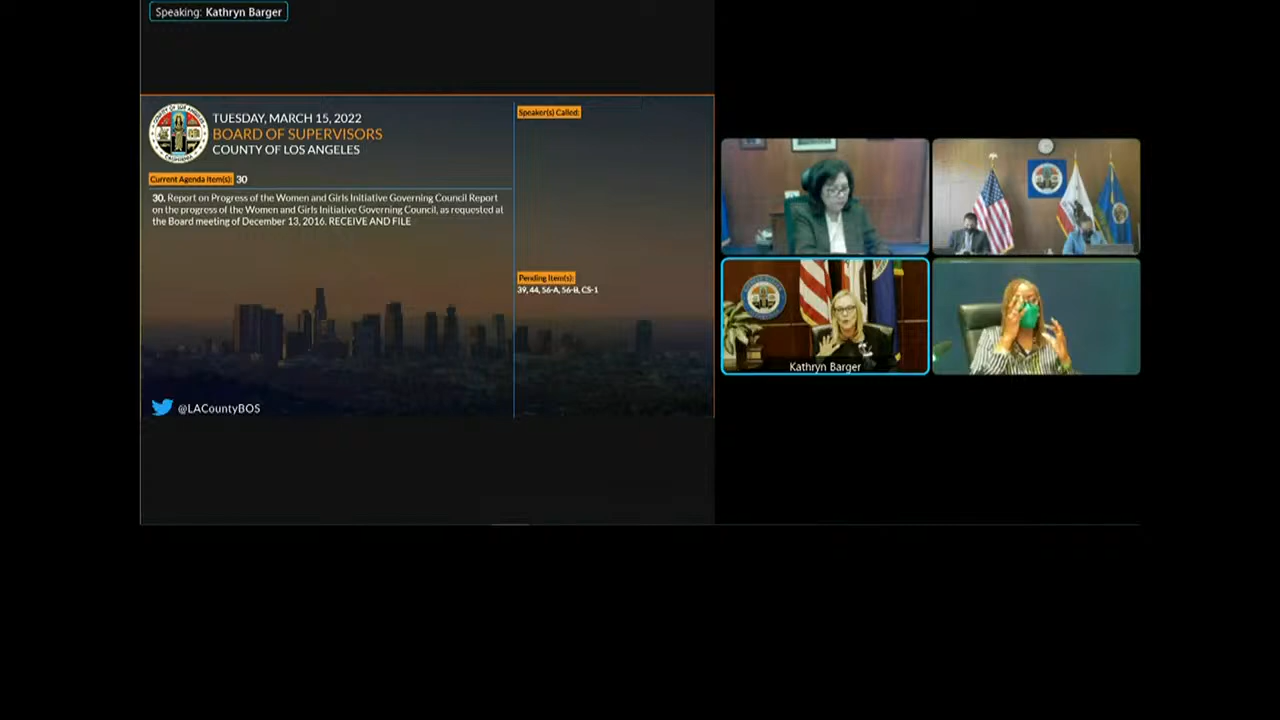 Speaking: Kathryn Barger
TUESDAY, MARCH 15, 2022
BOARD OF SUPERVISORS
COUNTY OF LOS ANGELES
Current Agenda Item(s): 30
30. Report on Progress of the Women and Girls Initiative Governing Council Report
on the progress of the Women and Girls Initiative Governing Council, as requested at
the Board meeting of December 13, 2016. RECEIVE AND FILE
@LACountyBOS
Speaker(s) Called:
Pending Item(s):
39, 44, 56-A, 56-B, CS-1
Kathryn Barger